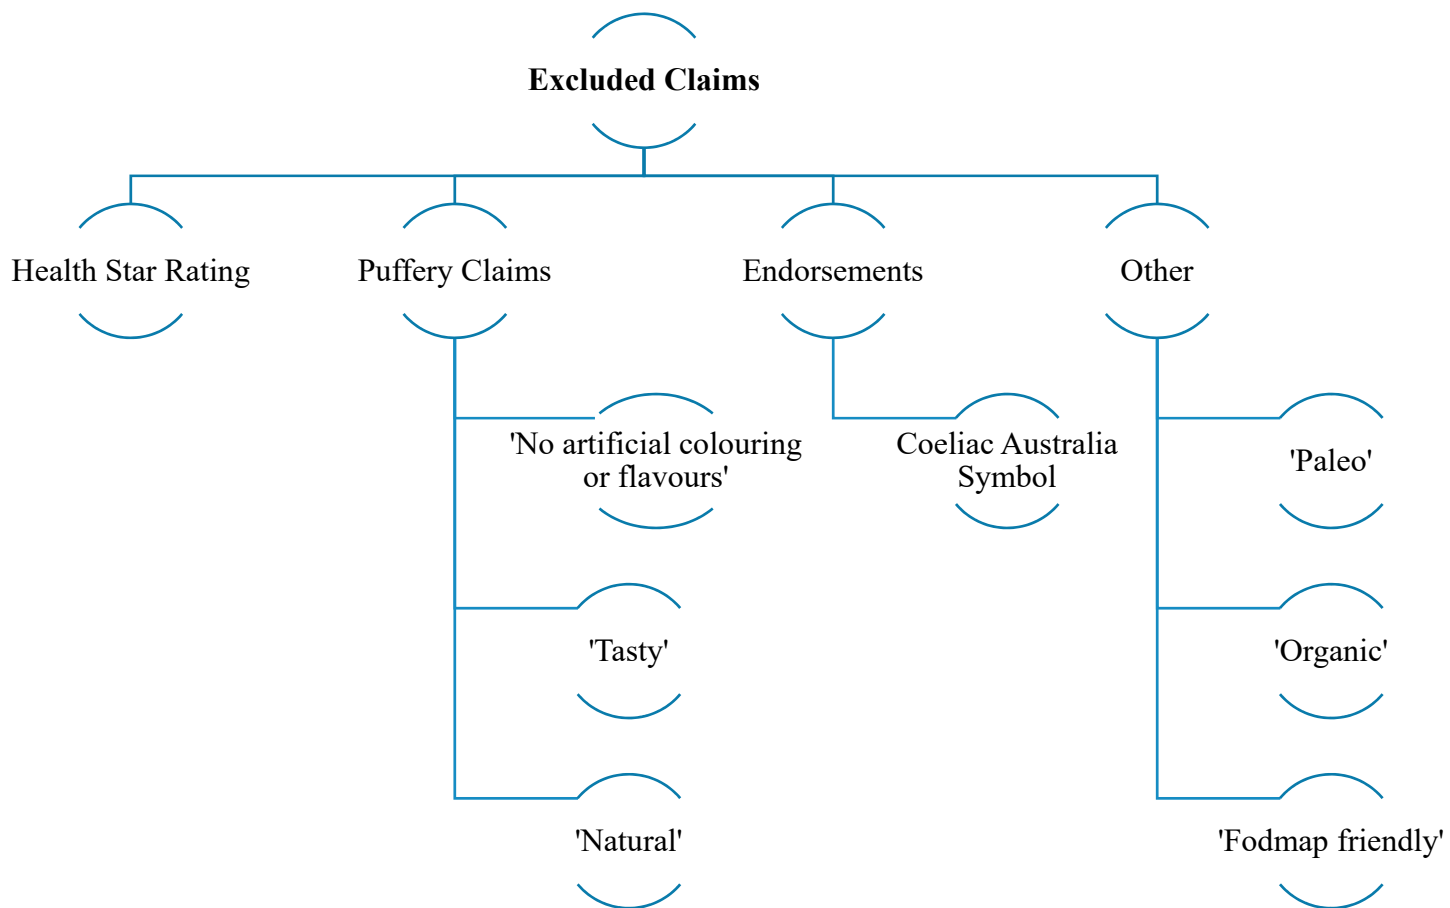 Excluded Claims
Health Star Rating
Puffery Claims
Endorsements
Other
'No artificial colouring
or flavours'
Coeliac Australia
Symbol
'Paleo'
'Tasty'
'Organic'
'Natural'
'Fodmap friendly'